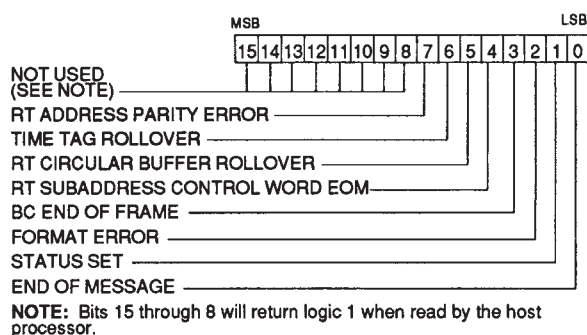 MSB LSB
15 14 13 12 11 10 9 8 7 6 5 4 3 2 1 0
NOT USED
(SEE NOTE)
RT ADDRESS PARITY ERROR
TIME TAG ROLLOVER
RT CIRCULAR BUFFER ROLLOVER
RT SUBADDRESS CONTROL WORD EOM
BC END OF FRAME
FORMAT ERROR
STATUS SET
END OF MESSAGE
NOTE: Bits 15 through 8 will return logic 1 when read by the host
processor.